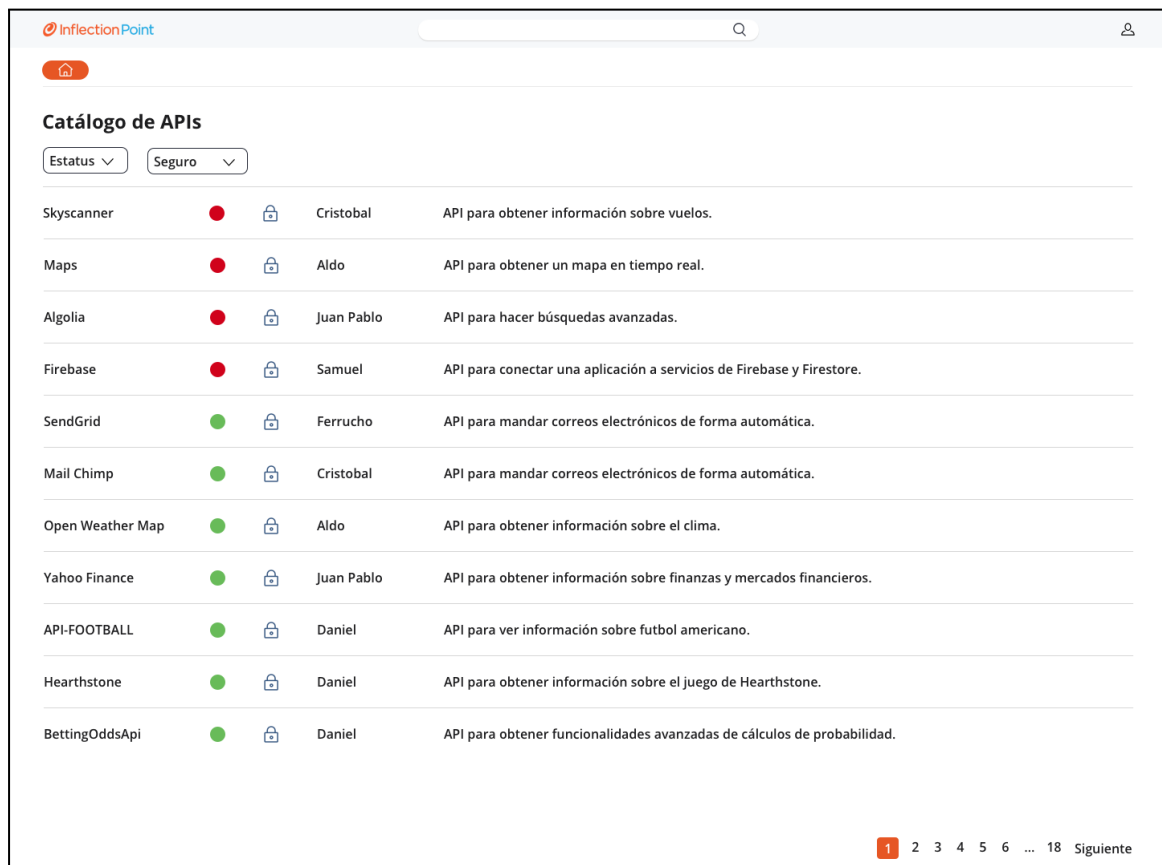 InflectionPoint
Catálogo de APIs
Estatus Seguro
Skyscanner Cristobal API para obtener información sobre vuelos.
Maps Aldo API para obtener un mapa en tiempo real.
Algolia Juan Pablo API para hacer búsquedas avanzadas.
Firebase Samuel API para conectar una aplicación a servicios de Firebase y Firestore.
SendGrid Ferrucho API para mandar correos electrónicos de forma automática.
Mail Chimp Cristobal API para mandar correos electrónicos de forma automática.
Open Weather Map Aldo API para obtener información sobre el clima.
Yahoo Finance Juan Pablo API para obtener información sobre finanzas y mercados financieros.
API-FOOTBALL Daniel API para ver información sobre futbol americano.
Hearthstone Daniel API para obtener información sobre el juego de Hearthstone.
BettingOddsApi Daniel API para obtener funcionalidades avanzadas de cálculos de probabilidad.
1 2 3 4 5 6 ... 18 Siguiente